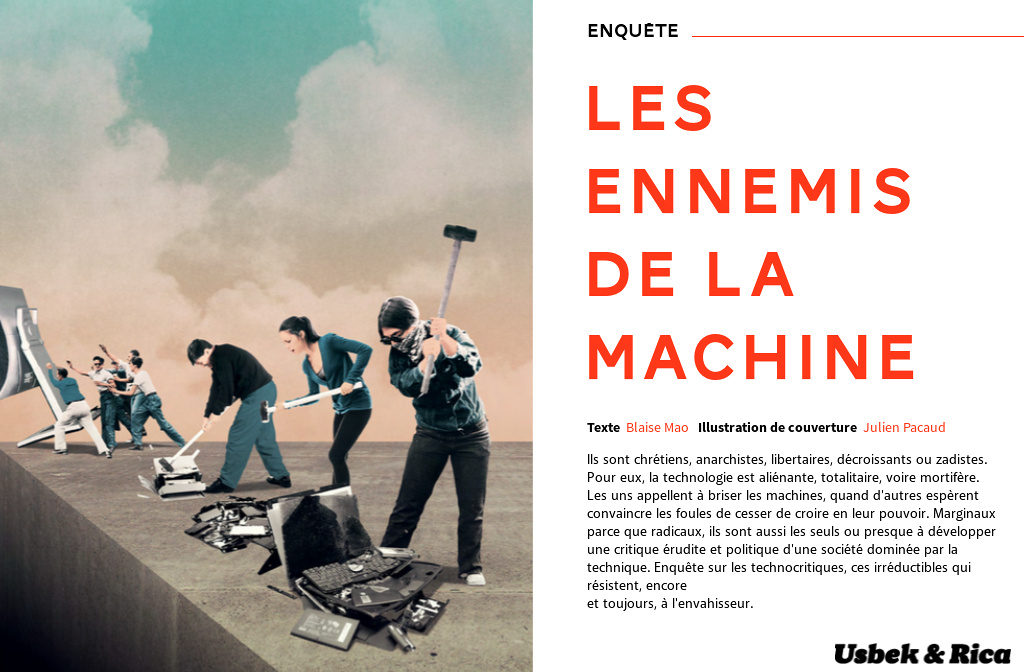 ENQUÊTE
LES
ENNEMIS
DE LA
MACHINE
Texte Blaise Mao Illustration de couverture Julien Pacaud
Ils sont chrétiens, anarchistes, libertaires, décroissants ou zadistes.
Pour eux, la technologie est aliénante, totalitaire, voire mortifère.
Les uns appellent à briser les machines, quand d'autres espèrent
convaincre les foules de cesser de croire en leur pouvoir. Marginaux
parce que radicaux, ils sont aussi les seuls ou presque à développer
une critique érudite et politique d'une société dominée par la
technique. Enquête sur les technocritiques, ces irréductibles qui
résistent, encore
et toujours, à l'envahisseur.
Usbek & Rica